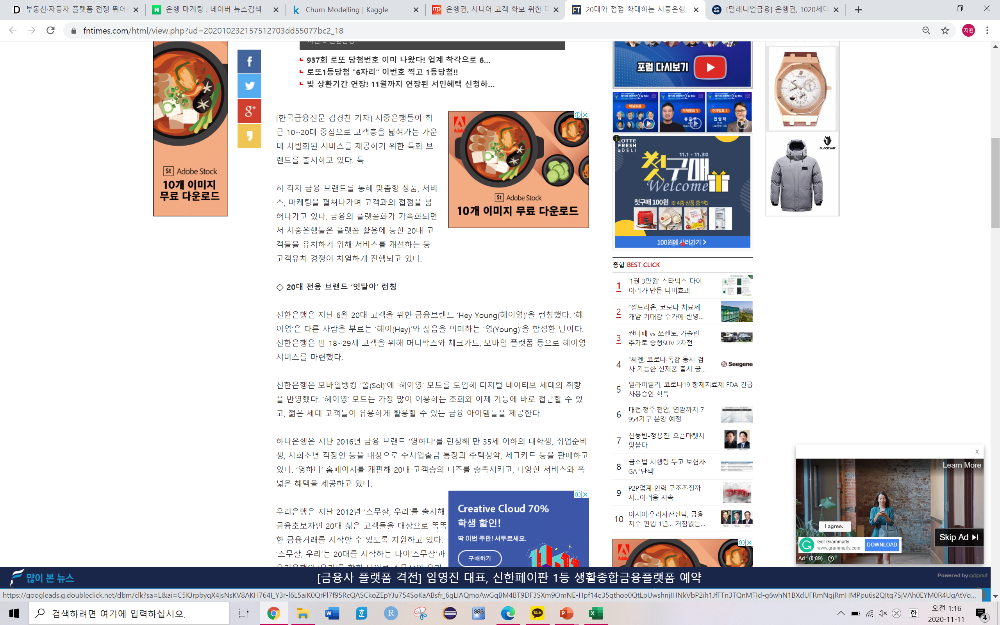 부동산·자동차 플랫폼 전쟁 뛰어
은행 마케팅 : 네이버 뉴스검색
Churn Modelling | Kaggle
은행권, 시니어 고객 확보 위한
20대와 접점 확대하는 시중은행,
[밀레니얼금융] 은행권, 1020세대
fntimes.com/html/view.php?ud=202010232157512703dd55077bc2_18
지원
937회 로또 당첨번호 이미 나왔다! 업계 착각으로 6...
로또1등당첨 "6자리" 이번호 찍고 1등당첨!!
빚 상환기간 연장! 11월까지 연장된 서민혜택 신청하...
St Adobe Stock
10개 이미지
무료 다운로드
[한국금융신문 김경찬 기자] 시중은행들이 최
근 10~20대 중심으로 고객층을 넓혀가는 가운
데 차별화된 서비스를 제공하기 위한 특화 브
랜드를 출시하고 있다. 특
히 각자 금융 브랜드를 통해 맞춤형 상품, 서비
스, 마케팅을 펼쳐나가며 고객과의 접점을 넓
혀나가고 있다. 금융의 플랫폼화가 가속화되면
서 시중은행들은 플랫폼 활용에 능한 20대 고
객들을 유치하기 위해 서비스를 개선하는 등
고객유치 경쟁이 치열하게 진행되고 있다.
Adobe
St Adobe Stock
10개 이미지 무료 다운로드
◇ 20대 전용 브랜드 ‘잇달아’ 런칭
신한은행은 지난 6월 20대 고객을 위한 금융브랜드 ‘Hey Young(헤이영)’을 런칭했다. ‘헤
이영’은 다른 사람을 부르는 ‘헤이(Hey)’와 젊음을 의미하는 ‘영(Young)’을 합성한 단어다.
신한은행은 만 18~29세 고객을 위해 머니박스와 체크카드, 모바일 플랫폼 등으로 헤이영
서비스를 마련했다.
신한은행은 모바일뱅킹 ‘쏠(Sol)’에 ‘헤이영’ 모드를 도입해 디지털 네이티브 세대의 취향
을 반영했다. ‘헤이영’ 모드는 가장 많이 이용하는 조회와 이체 기능에 바로 접근할 수 있
고, 젊은 세대 고객들이 유용하게 활용할 수 있는 금융 아이템들을 제공한다.
하나은행은 지난 2016년 금융 브랜드 ‘영하나’를 런칭해 만 35세 이하의 대학생, 취업준비
생, 사회초년 직장인 등을 대상으로 수시입출금 통장과 주택청약, 체크카드 등을 판매하고
있다. ‘영하나’ 홈페이지를 개편해 20대 고객층의 니즈를 충족시키고, 다양한 서비스와 폭
넓은 혜택을 제공하고 있다.
우리은행은 지난 2012년 ‘스무살, 우리’를 출시해
금융초보자인 20대 젊은 고객들을 대상으로 똑똑
한 금융거래를 시작할 수 있도록 지원하고 있다.
‘스무살, 우리’는 20대를 시작하는 나이‘스무살’과
Creative Cloud 70%
학생 할인!
딱 이번 주만! 서두르세요.
구매하기
포럼 다시보기
패널토론
주제발표 5
류준우
주제발표 4
권영탁
LOTTE
FRESH
& DELI
11.1 - 11.30
첫구매
Welcome
첫구매 100원 ※ 4종 상품 중 택1
100원에 사러가기 >
종합 BEST CLICK
1 '1권 3만원' 스타벅스 다이
어리가 만든 나비효과
2 “셀트리온, 코로나 치료제
개발 기대감 주가에 반영...
3 싼타페 vs 쏘렌토, 가솔린
추가로 중형SUV 2차전
4 “씨젠, 코로나·독감 동시 검
사 가능한 신제품 출시 긍...
Seegene
5 일라이릴리, 코로나19 항체치료제 FDA 긴급
사용승인 획득
6 대전·청주·천안, 연말까지 7
954가구 분양 예정
7 신동빈-정용진, 오픈마켓서
맞붙다
8 금소법 시행령 두고 보험사·
GA '난색'
9 P2P업계 인력 구조조정까
지...어려움 지속
10 아시아·우리자산신탁, 금융
지주 편입 1년... 거침없는...
Adobe
BLACK YAK
x
Learn More
I agree.
Get Grammarly
www.grammarly.com
DOWNLOAD
Skip Ad
Ad : (0:09)
많이 본 뉴스
[금융사 플랫폼 격전] 임영진 대표, 신한페이판 1등 생활종합금융플랫폼 예약
Powered by adpnut
검색하려면 여기에 입력하십시오.
sas
TALK
한
오전 1:16
2020-11-11
4